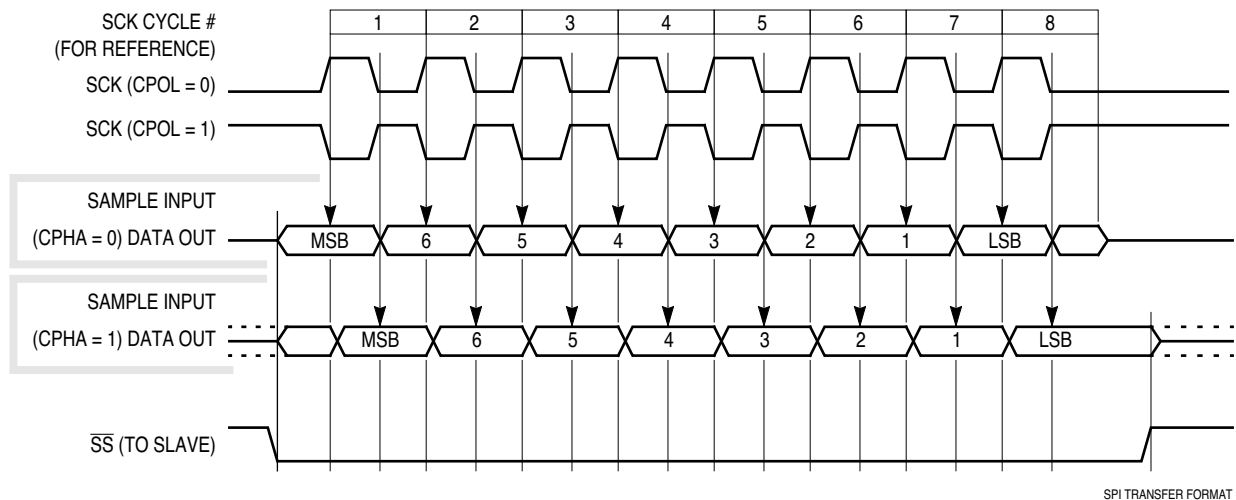 SCK CYCLE #
(FOR REFERENCE)
1 2 3 4 5 6 7 8
SCK (CPOL = 0)
SCK (CPOL = 1)
SAMPLE INPUT
(CPHA = 0) DATA OUT
MSB 6 5 4 3 2 1 LSB
SAMPLE INPUT
(CPHA = 1) DATA OUT
MSB 6 5 4 3 2 1 LSB
S̅S̅ (TO SLAVE)
SPI TRANSFER FORMAT